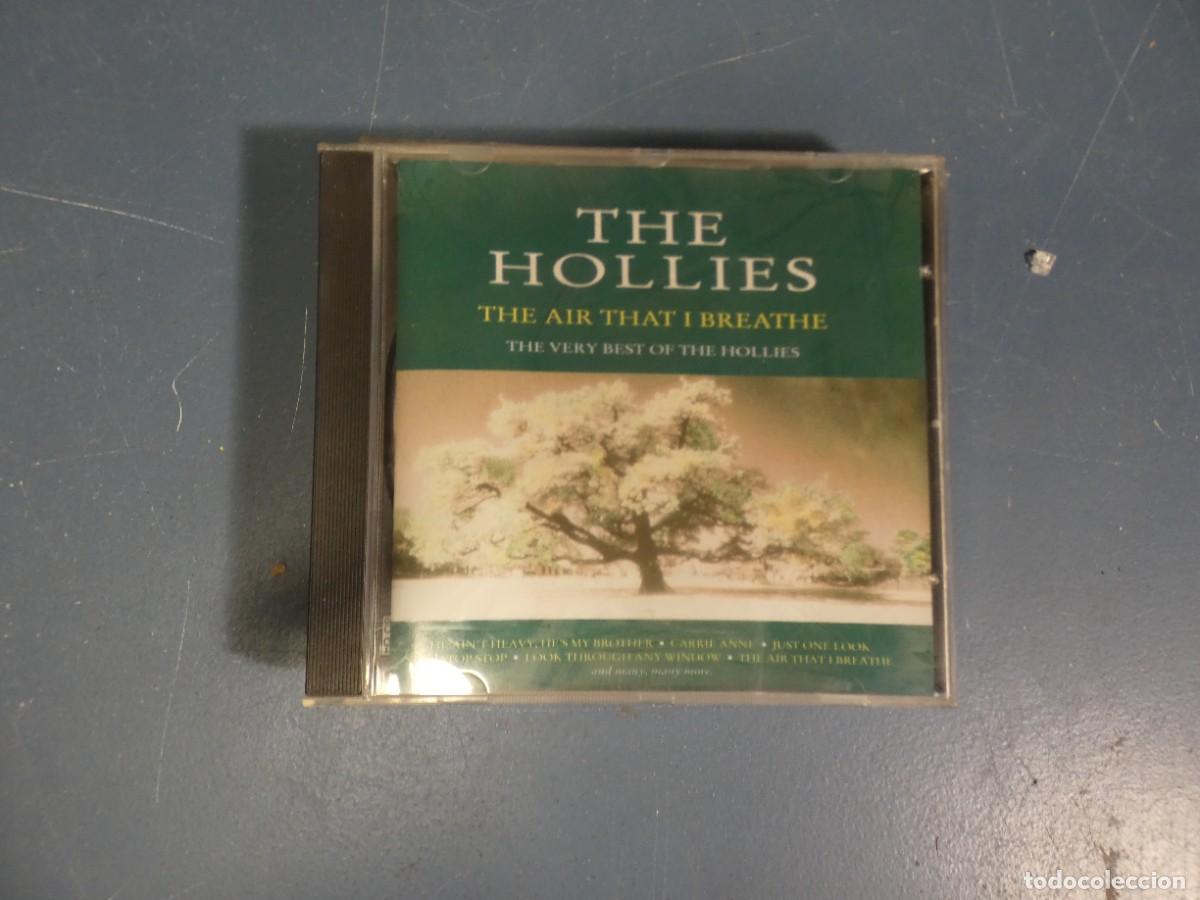 THE
HOLLIES
THE AIR THAT I BREATHE
THE VERY BEST OF THE HOLLIES
HE AIN'T HEAVY, HE'S MY BROTHER • CARRIE ANNE • JUST ONE LOOK
STOP STOP • LOOK THROUGH ANY WINDOW • THE AIR THAT I BREATHE
and many, many more.
todocoleccion